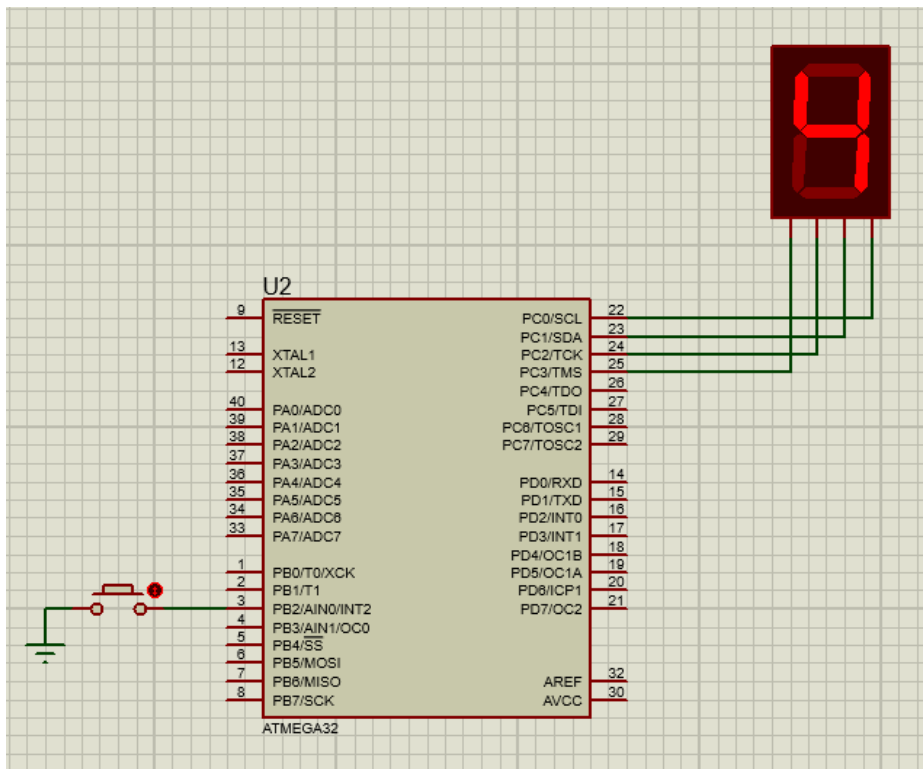 4
U2
9 RESET PC0/SCL 22
PC1/SDA 23
13 XTAL1 PC2/TCK 24
12 XTAL2 PC3/TMS 25
PC4/TDO 26
40 PA0/ADC0 PC5/TDI 27
39 PA1/ADC1 PC6/TOSC1 28
38 PA2/ADC2 PC7/TOSC2 29
37 PA3/ADC3
36 PA4/ADC4 PD0/RXD 14
35 PA5/ADC5 PD1/TXD 15
34 PA6/ADC6 PD2/INT0 16
33 PA7/ADC7 PD3/INT1 17
PD4/OC1B 18
1 PB0/T0/XCK PD5/OC1A 19
2 PB1/T1 PD6/ICP1 20
3 PB2/AIN0/INT2 PD7/OC2 21
4 PB3/AIN1/OC0
5 PB4/SS
6 PB5/MOSI
7 PB6/MISO AREF 32
8 PB7/SCK AVCC 30
ATMEGA32